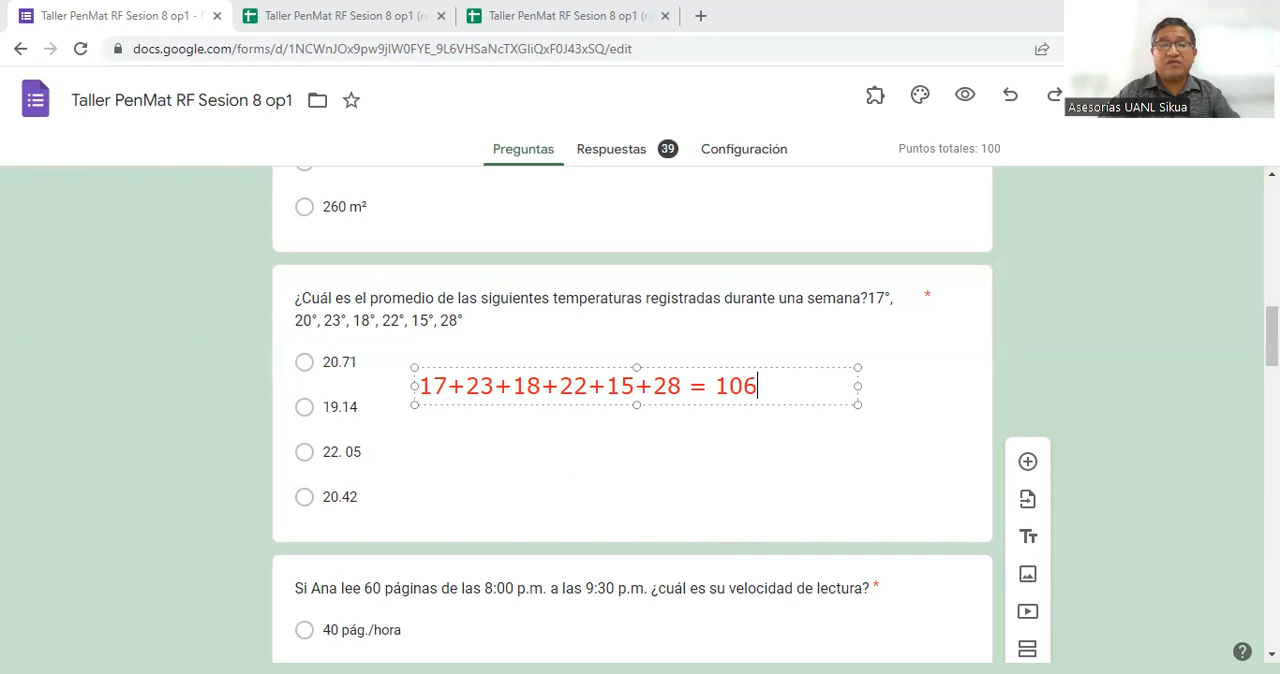 Taller PenMat RF Sesion 8 op1 -
Taller PenMat RF Sesion 8 op1 (re
Taller PenMat RF Sesion 8 op1 (
docs.google.com/forms/d/1NCWnJOx9pw9jlW0FYE_9L6VHSaNcTXGIiQxF0J43xSQ/edit
Asesorías UANL Sikua
Taller PenMat RF Sesion 8 op1
Preguntas Respuestas 39 Configuración Puntos totales: 100
260 m²
¿Cuál es el promedio de las siguientes temperaturas registradas durante una semana?17°, *
20°, 23°, 18°, 22°, 15°, 28°
20.71
17+23+18+22+15+28 = 106
19.14
22. 05
20.42
Tт
Si Ana lee 60 páginas de las 8:00 p.m. a las 9:30 p.m. ¿cuál es su velocidad de lectura? *
40 pág./hora